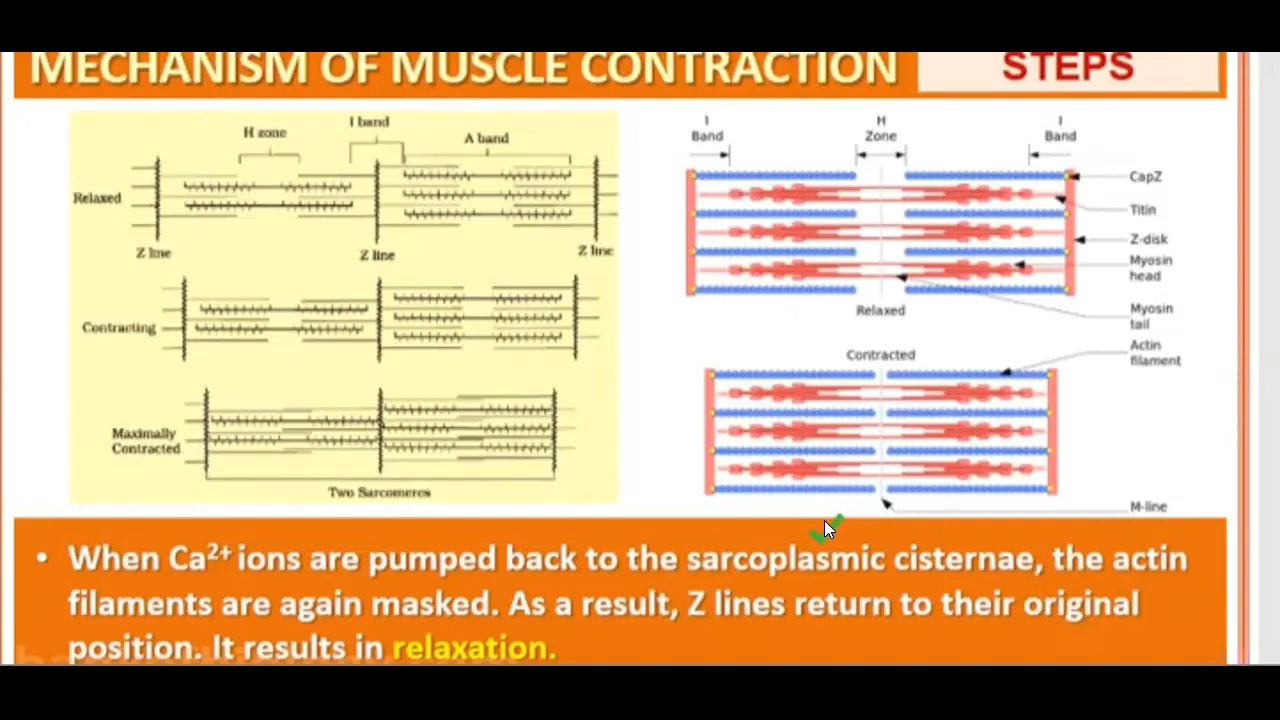 MECHANISM OF MUSCLE CONTRACTION
STEPS
H zone
I band
A band
Relaxed
Z line
Z line
Z line
Contracting
Maximally
Contracted
Two Sarcomeres
I
Band
H
Zone
I
Band
CapZ
Titin
Z-disk
Myosin
head
Relaxed
Myosin
tail
Contracted
Actin
filament
M-line
• When Ca²⁺ ions are pumped back to the sarcoplasmic cisternae, the actin
filaments are again masked. As a result, Z lines return to their original
position. It results in relaxation.